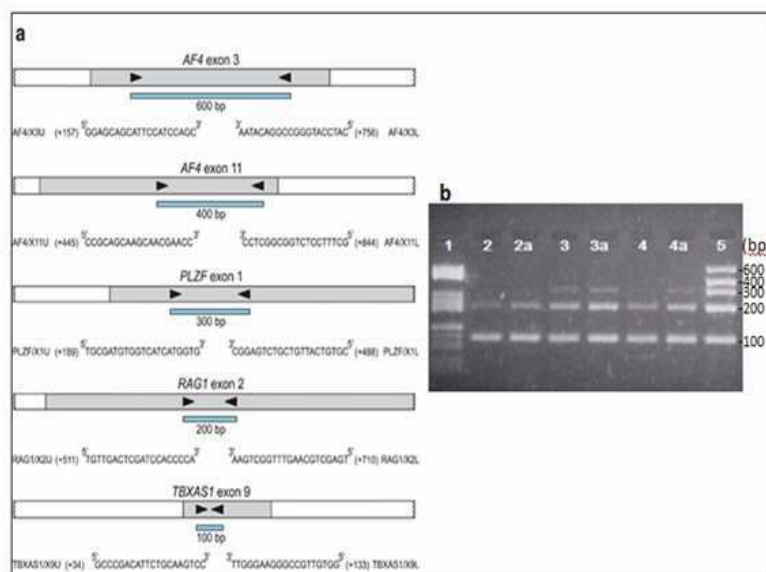 a
AF4 exon 3
600 bp
AF4/X3U (+157) 5'GGAGCAGCATTCCATCCAGC3' 3'AATACAGGCCGGGTACCTAC5' (+756) AF4/X3L
AF4 exon 11
400 bp
AF4/X11U (+445) 5'CCGCAGCAAGCAACGAACC3' 3'CCTCGGCGGTCTCCTTTCG5' (+844) AF4/X11L
PLZF exon 1
300 bp
PLZF/X1U (+189) 5'TGCGATGTGGTCATCATGGTG3' 3'CGGAGTCTGCTGTTACTGTGC5' (+488) PLZF/X1L
RAG1 exon 2
200 bp
RAG1/X2U (+511) 5'TGTTGACTCGATCCACCCCA3' 3'AAGTCGGTTTGAACGTCGAGT5' (+710) RAG1/X2L
TBXAS1 exon 9
100 bp
TBXAS1/X9U (+34) 5'GCCCGACATTCTGCAAGTCC3' 3'TTGGGAAGGGCCGTTGTGG5' (+133) TBXAS1/X9L
b
1 2 2a 3 3a 4 4a 5 (bp
600
400
300
200
100